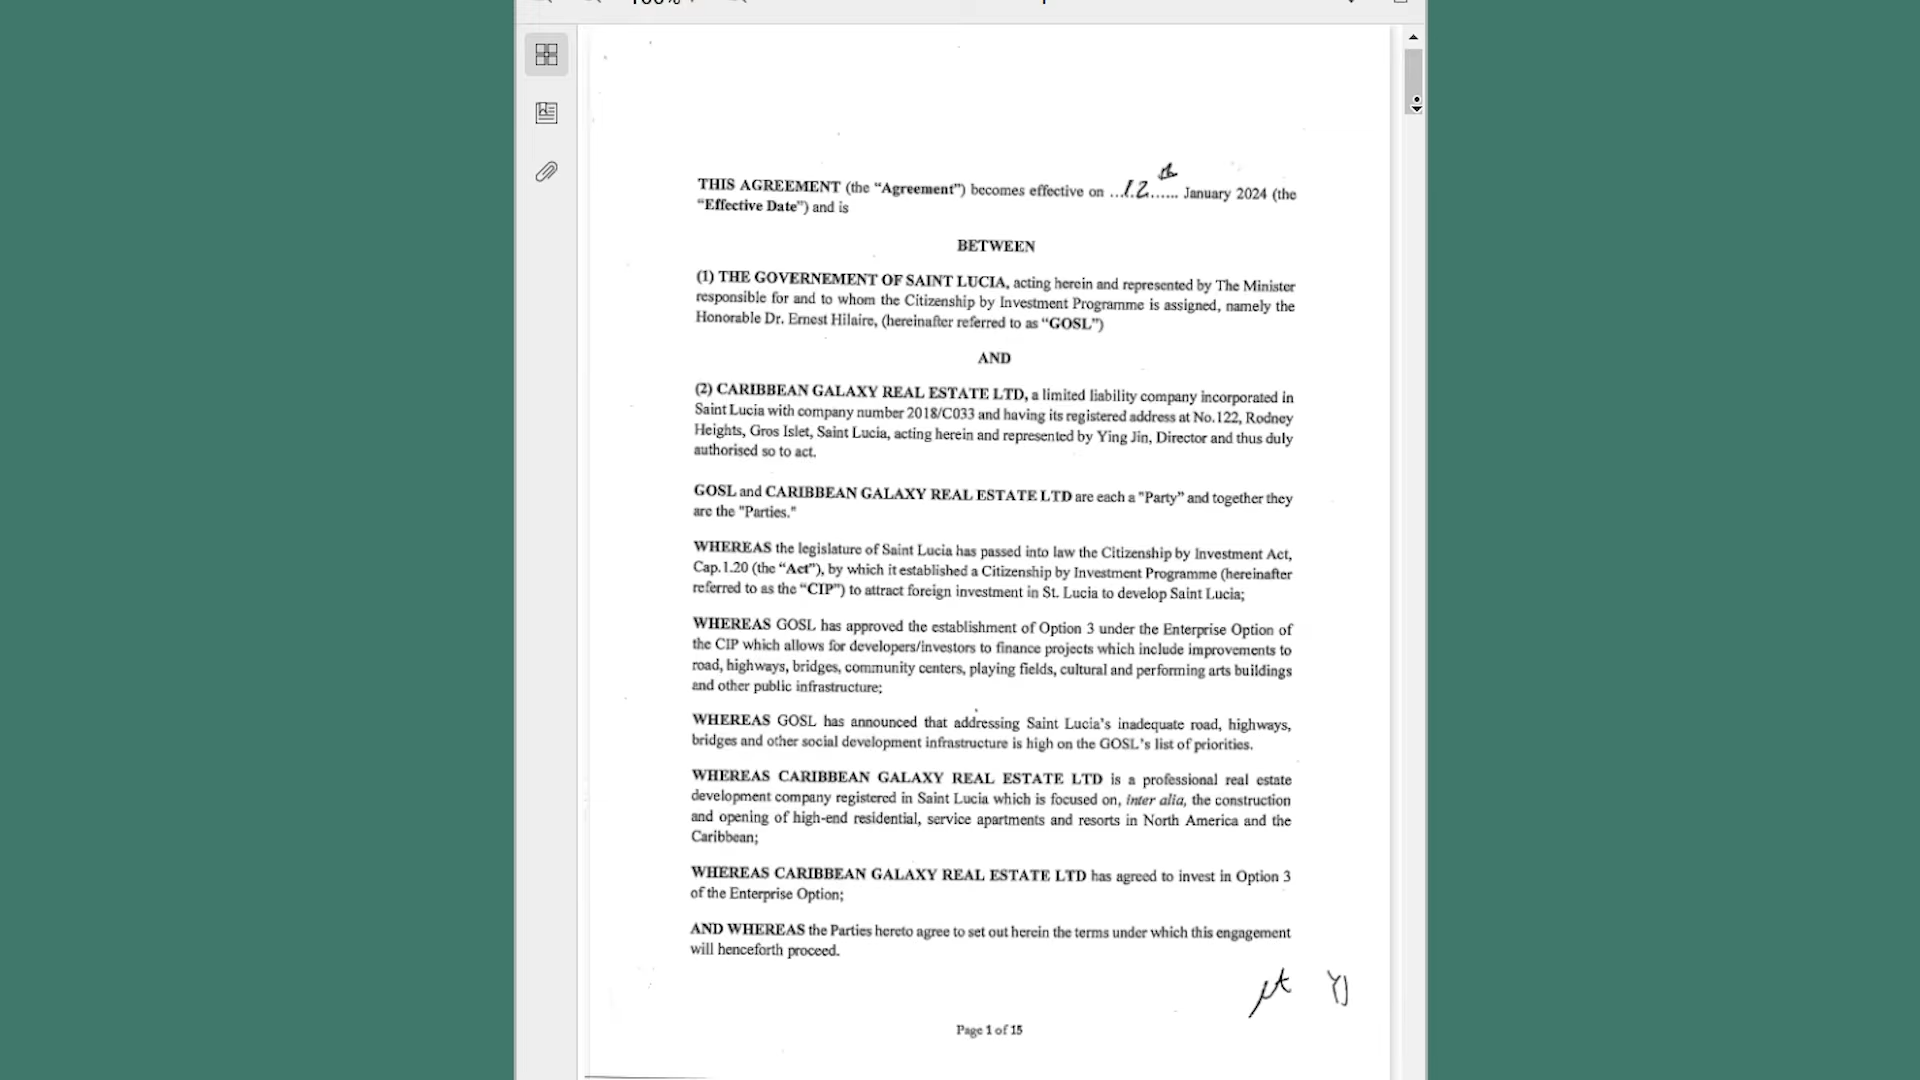 THIS AGREEMENT (the “Agreement”) becomes effective on ...12th...... January 2024 (the
“Effective Date”) and is
BETWEEN
(1) THE GOVERNEMENT OF SAINT LUCIA, acting herein and represented by The Minister
responsible for and to whom the Citizenship by Investment Programme is assigned, namely the
Honorable Dr. Ernest Hilaire, (hereinafter referred to as “GOSL”)
AND
(2) CARIBBEAN GALAXY REAL ESTATE LTD, a limited liability company incorporated in
Saint Lucia with company number 2018/C033 and having its registered address at No.122, Rodney
Heights, Gros Islet, Saint Lucia, acting herein and represented by Ying Jin, Director and thus duly
authorised so to act.
GOSL and CARIBBEAN GALAXY REAL ESTATE LTD are each a "Party” and together they
are the "Parties."
WHEREAS the legislature of Saint Lucia has passed into law the Citizenship by Investment Act,
Cap.1.20 (the “Act”), by which it established a Citizenship by Investment Programme (hereinafter
referred to as the “CIP”) to attract foreign investment in St. Lucia to develop Saint Lucia;
WHEREAS GOSL has approved the establishment of Option 3 under the Enterprise Option of
the CIP which allows for developers/investors to finance projects which include improvements to
road, highways, bridges, community centers, playing fields, cultural and performing arts buildings
and other public infrastructure;
WHEREAS GOSL has announced that addressing Saint Lucia’s inadequate road, highways,
bridges and other social development infrastructure is high on the GOSL’s list of priorities.
WHEREAS CARIBBEAN GALAXY REAL ESTATE LTD is a professional real estate
development company registered in Saint Lucia which is focused on, inter alia, the construction
and opening of high-end residential, service apartments and resorts in North America and the
Caribbean;
WHEREAS CARIBBEAN GALAXY REAL ESTATE LTD has agreed to invest in Option 3
of the Enterprise Option;
AND WHEREAS the Parties hereto agree to set out herein the terms under which this engagement
will henceforth proceed.
YJ
Page 1 of 15